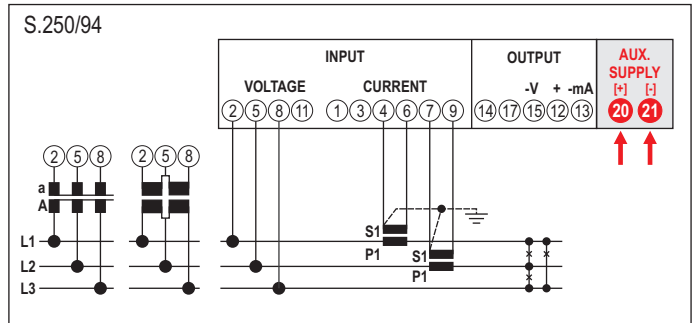 S.250/94
INPUT OUTPUT AUX.
SUPPLY
VOLTAGE CURRENT -V + -mA [+] [-]
2 5 8 11 1 3 4 6 7 9 14 17 15 12 13 20 21
2 5 8 2 5 8
a
A
S1
L1
P1 S1
L2
P1
L3